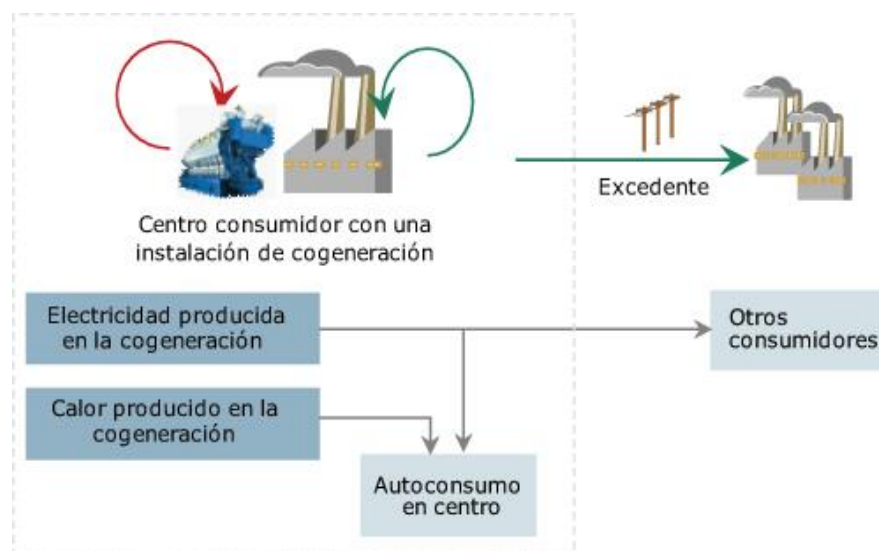 Excedente
Centro consumidor con una
instalación de cogeneración
Electricidad producida
en la cogeneración
Otros
consumidores
Calor producido en la
cogeneración
Autoconsumo
en centro